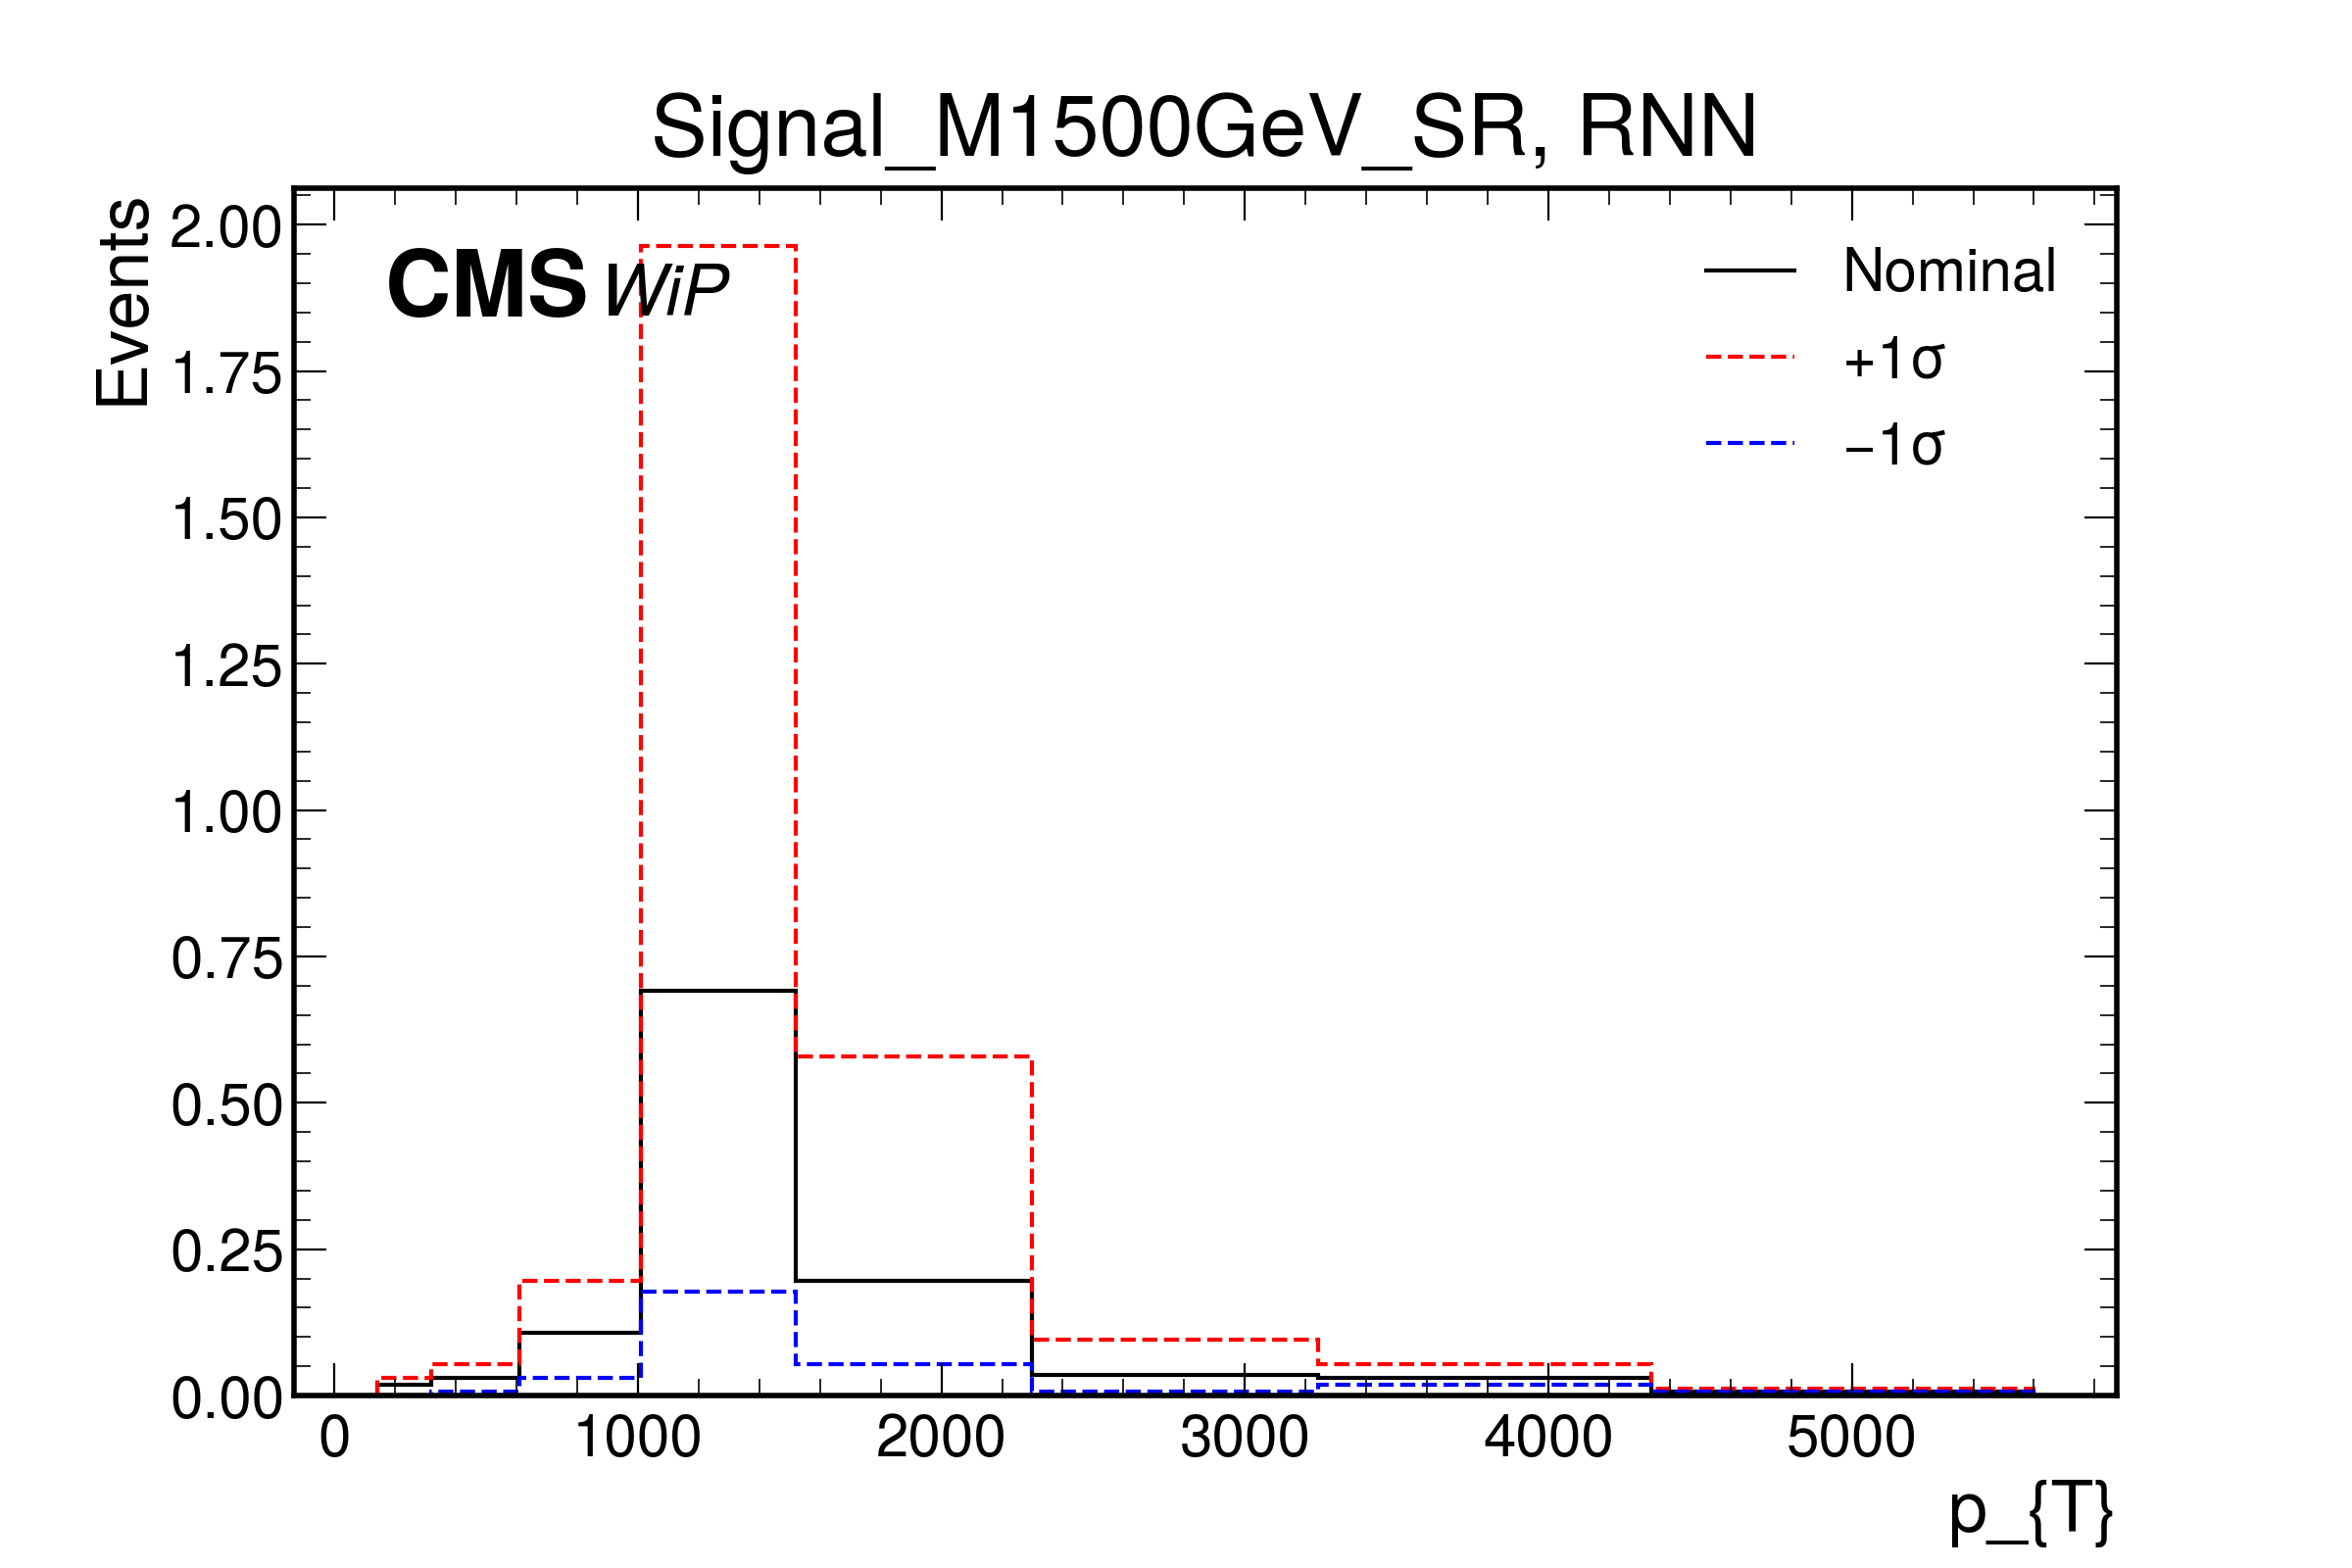 Signal_M1500GeV_SR, RNN
Events
CMS WiP
Nominal
+1σ
−1σ
2.00
1.75
1.50
1.25
1.00
0.75
0.50
0.25
0.00
0 1000 2000 3000 4000 5000
p_{T}